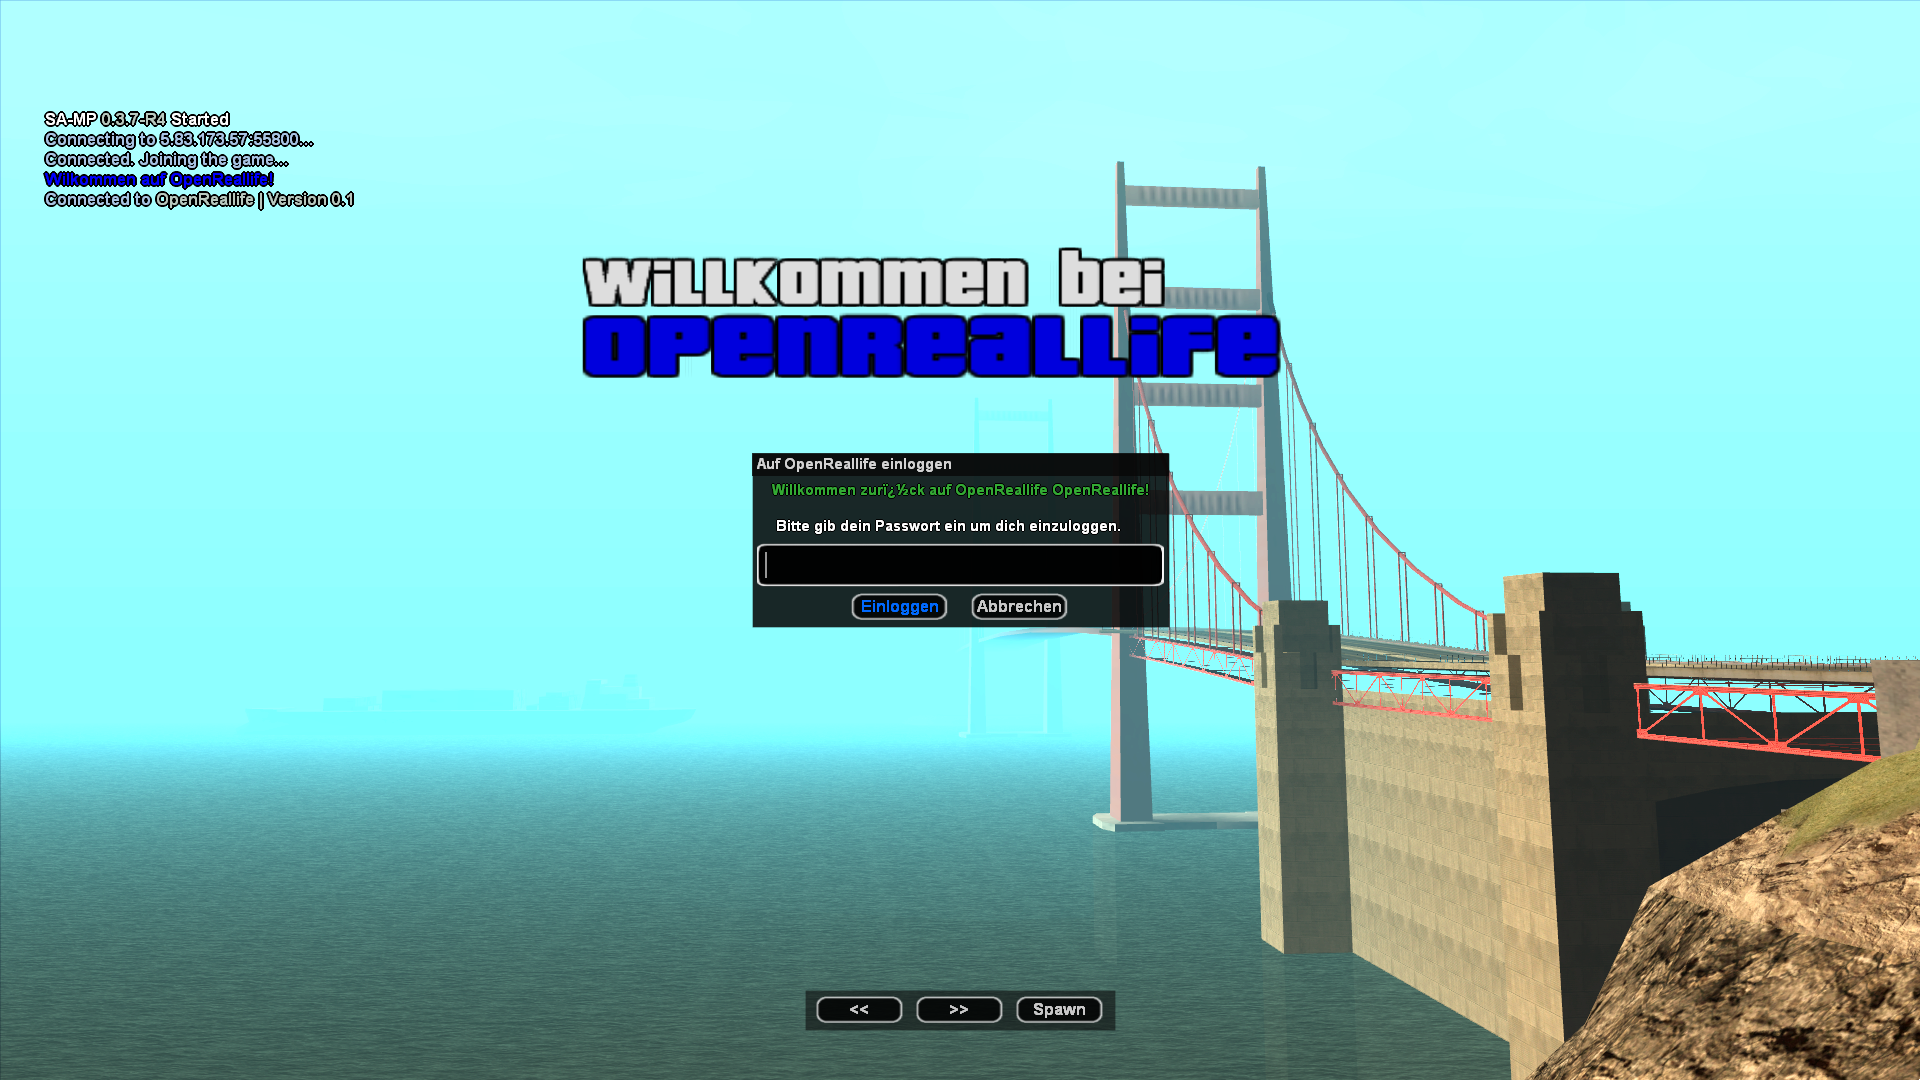 SA-MP 0.3.7-R4 Started
Connecting to 5.83.173.57:55800...
Connected. Joining the game...
Willkommen auf OpenReallife!
Connected to OpenReallife | Version 0.1
Willkommen bei
OpenReallife
Auf OpenReallife einloggen
Willkommen zurï¿½ck auf OpenReallife OpenReallife!
Bitte gib dein Passwort ein um dich einzuloggen.
Einloggen Abbrechen
<< >> Spawn